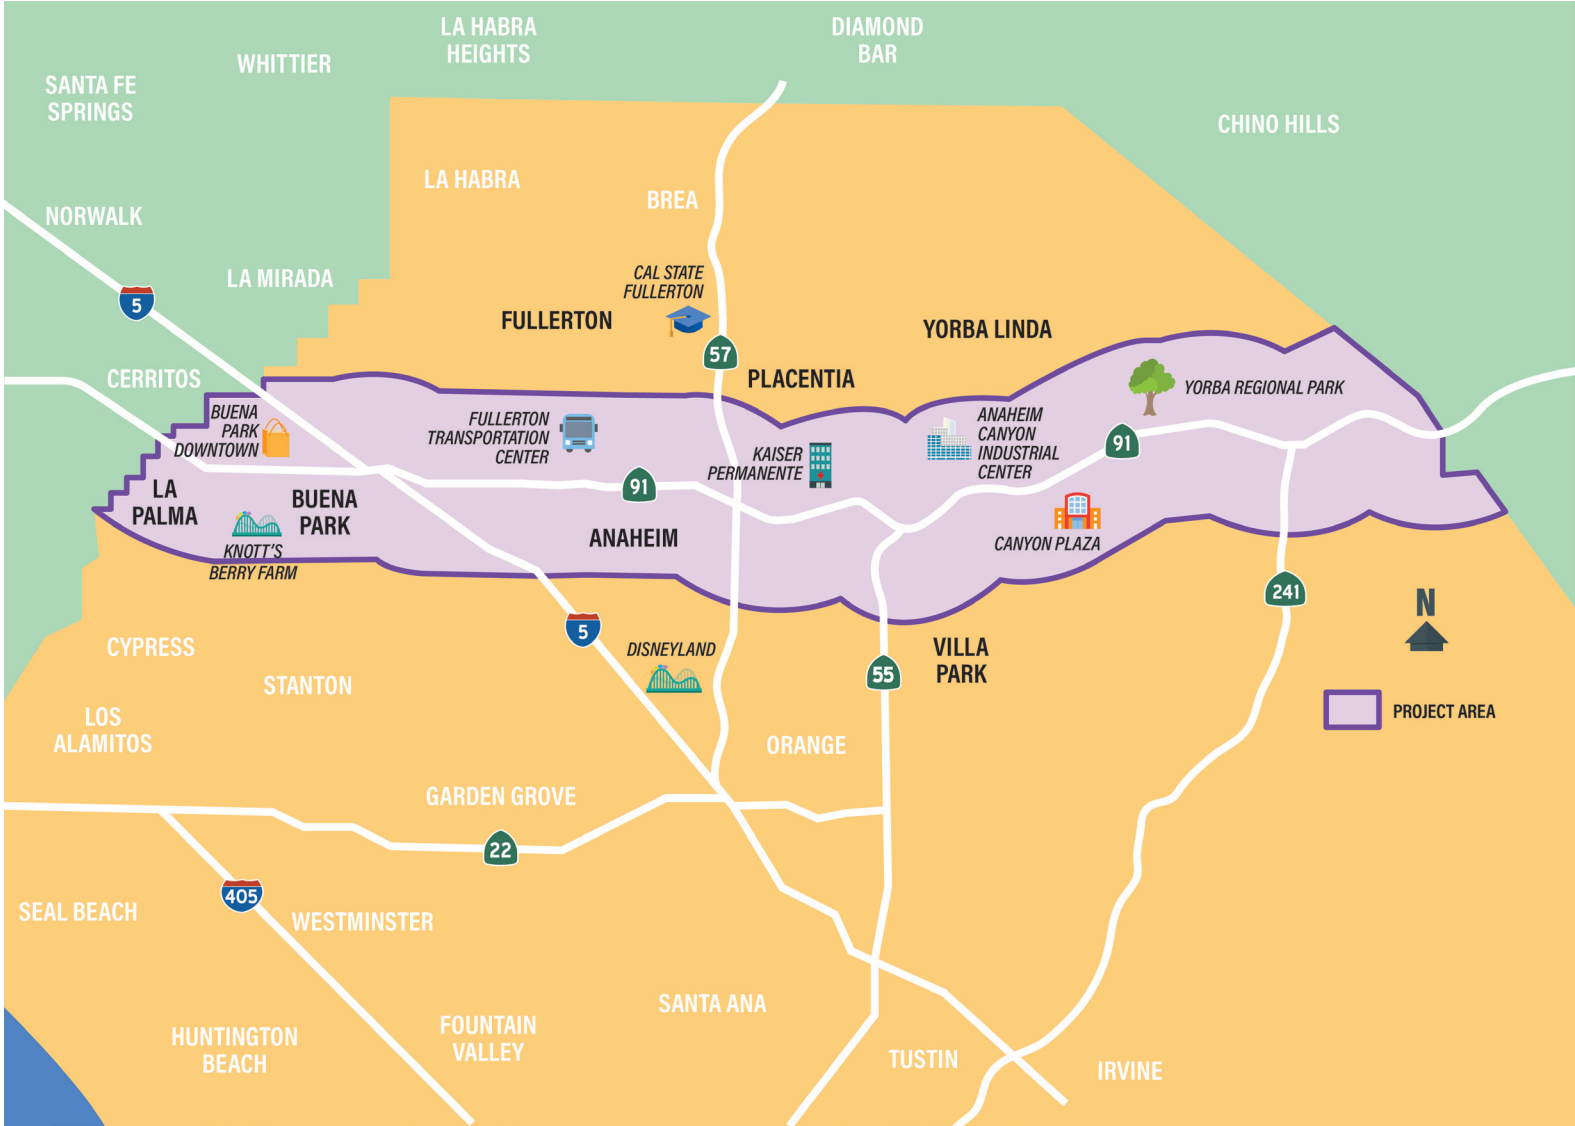 LA HABRA
HEIGHTS
DIAMOND
BAR
WHITTIER
SANTA FE
SPRINGS
CHINO HILLS
LA HABRA
BREA
NORWALK
LA MIRADA
CAL STATE
FULLERTON
5
FULLERTON
YORBA LINDA
57
CERRITOS
PLACENTIA
YORBA REGIONAL PARK
BUENA
PARK
DOWNTOWN
FULLERTON
TRANSPORTATION
CENTER
ANAHEIM
CANYON
INDUSTRIAL
CENTER
KAISER
PERMANENTE
91
91
LA
PALMA
BUENA
PARK
ANAHEIM
CANYON PLAZA
KNOTT'S
BERRY FARM
241
N
5
CYPRESS
DISNEYLAND
VILLA
PARK
55
STANTON
PROJECT AREA
LOS
ALAMITOS
ORANGE
GARDEN GROVE
22
405
SEAL BEACH
WESTMINSTER
SANTA ANA
HUNTINGTON
BEACH
FOUNTAIN
VALLEY
TUSTIN
IRVINE